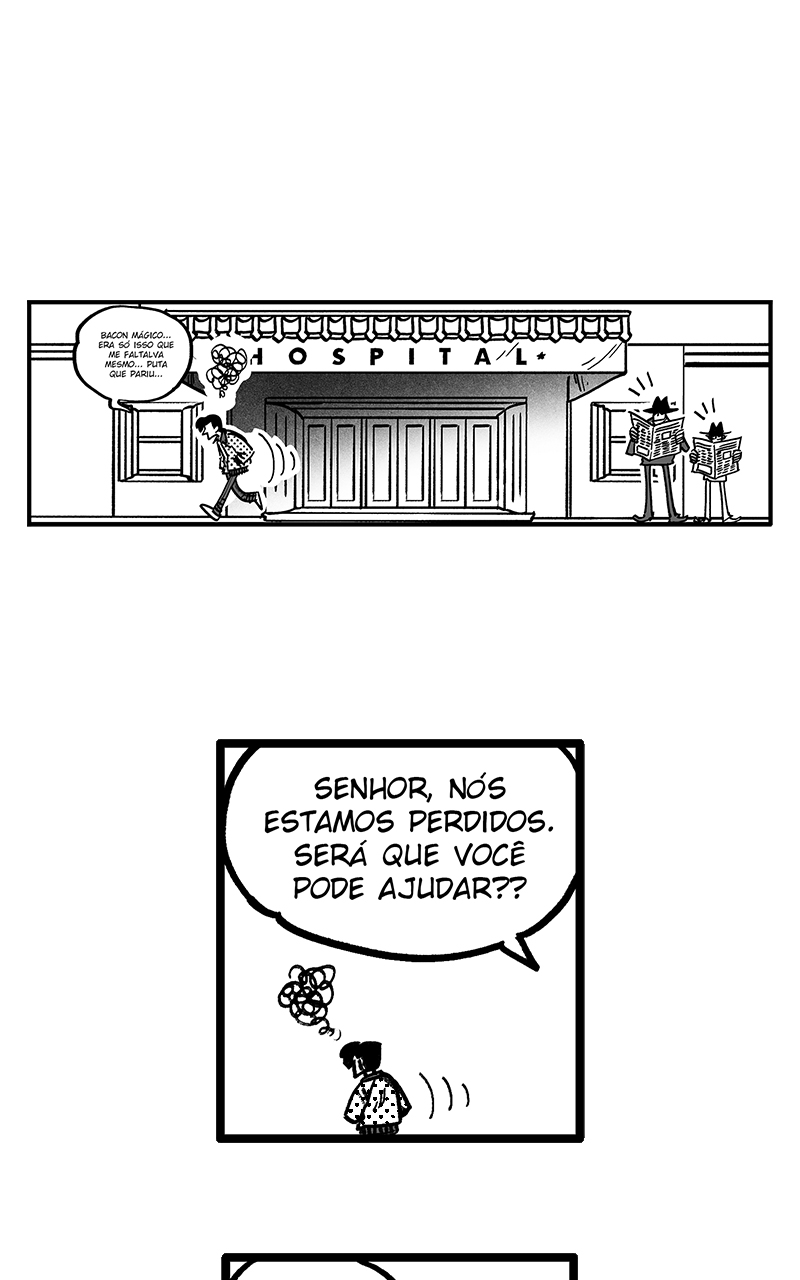 BACON MÁGICO...
ERA SÓ ISSO QUE
ME FALTALVA
MESMO... PUTA
QUE PARIU...
HOSPITAL
SENHOR, NÓS
ESTAMOS PERDIDOS.
SERÁ QUE VOCÊ
PODE AJUDAR??